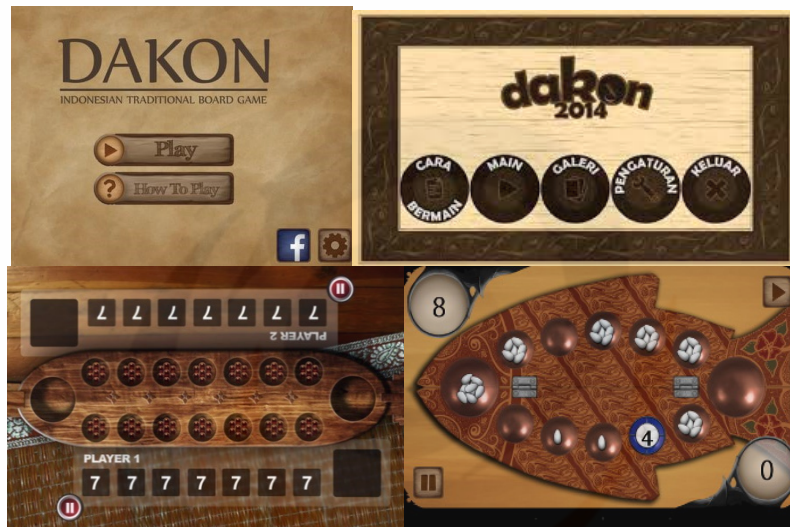 DAKON
INDONESIAN TRADITIONAL BOARD GAME
Play
? How To Play
f
dakon
2014
CARA BERMAIN
MAIN
GALERI
PENGATURAN
KELUAR
7 7 7 7 7 7 7
PLAYER 2
PLAYER 1
7 7 7 7 7 7 7
8
4
0